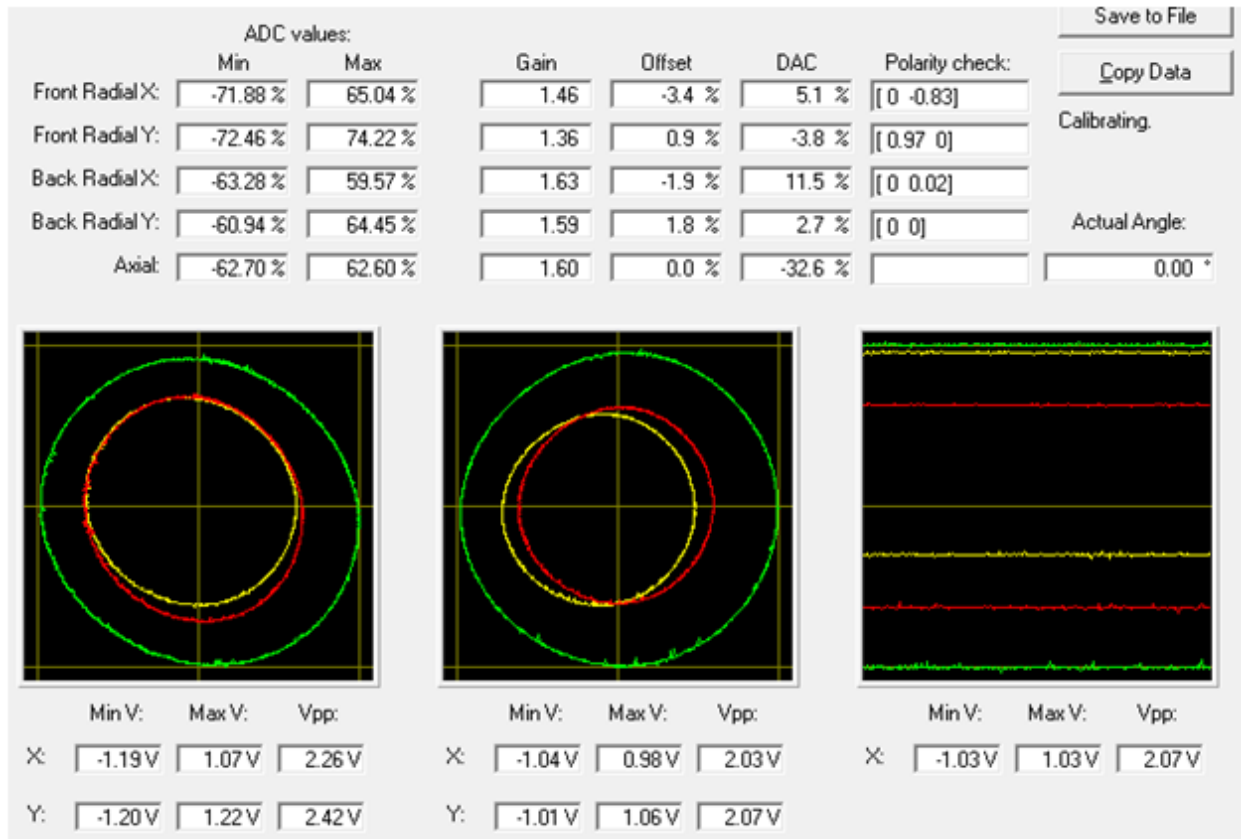 Save to File
ADC values:
Min Max Gain Offset DAC Polarity check: Copy Data
Front Radial X: -71.88 % 65.04 % 1.46 -3.4 % 5.1 % [ 0 -0.83]
Calibrating.
Front Radial Y: -72.46 % 74.22 % 1.36 0.9 % -3.8 % [ 0.97 0]
Back Radial X: -63.28 % 59.57 % 1.63 -1.9 % 11.5 % [ 0 0.02]
Back Radial Y: -60.94 % 64.45 % 1.59 1.8 % 2.7 % [ 0 0] Actual Angle:
Axial: -62.70 % 62.60 % 1.60 0.0 % -32.6 % 0.00 °
Min V: Max V: Vpp: Min V: Max V: Vpp: Min V: Max V: Vpp:
X: -1.19 V 1.07 V 2.26 V X: -1.04 V 0.98 V 2.03 V X: -1.03 V 1.03 V 2.07 V
Y: -1.20 V 1.22 V 2.42 V Y: -1.01 V 1.06 V 2.07 V